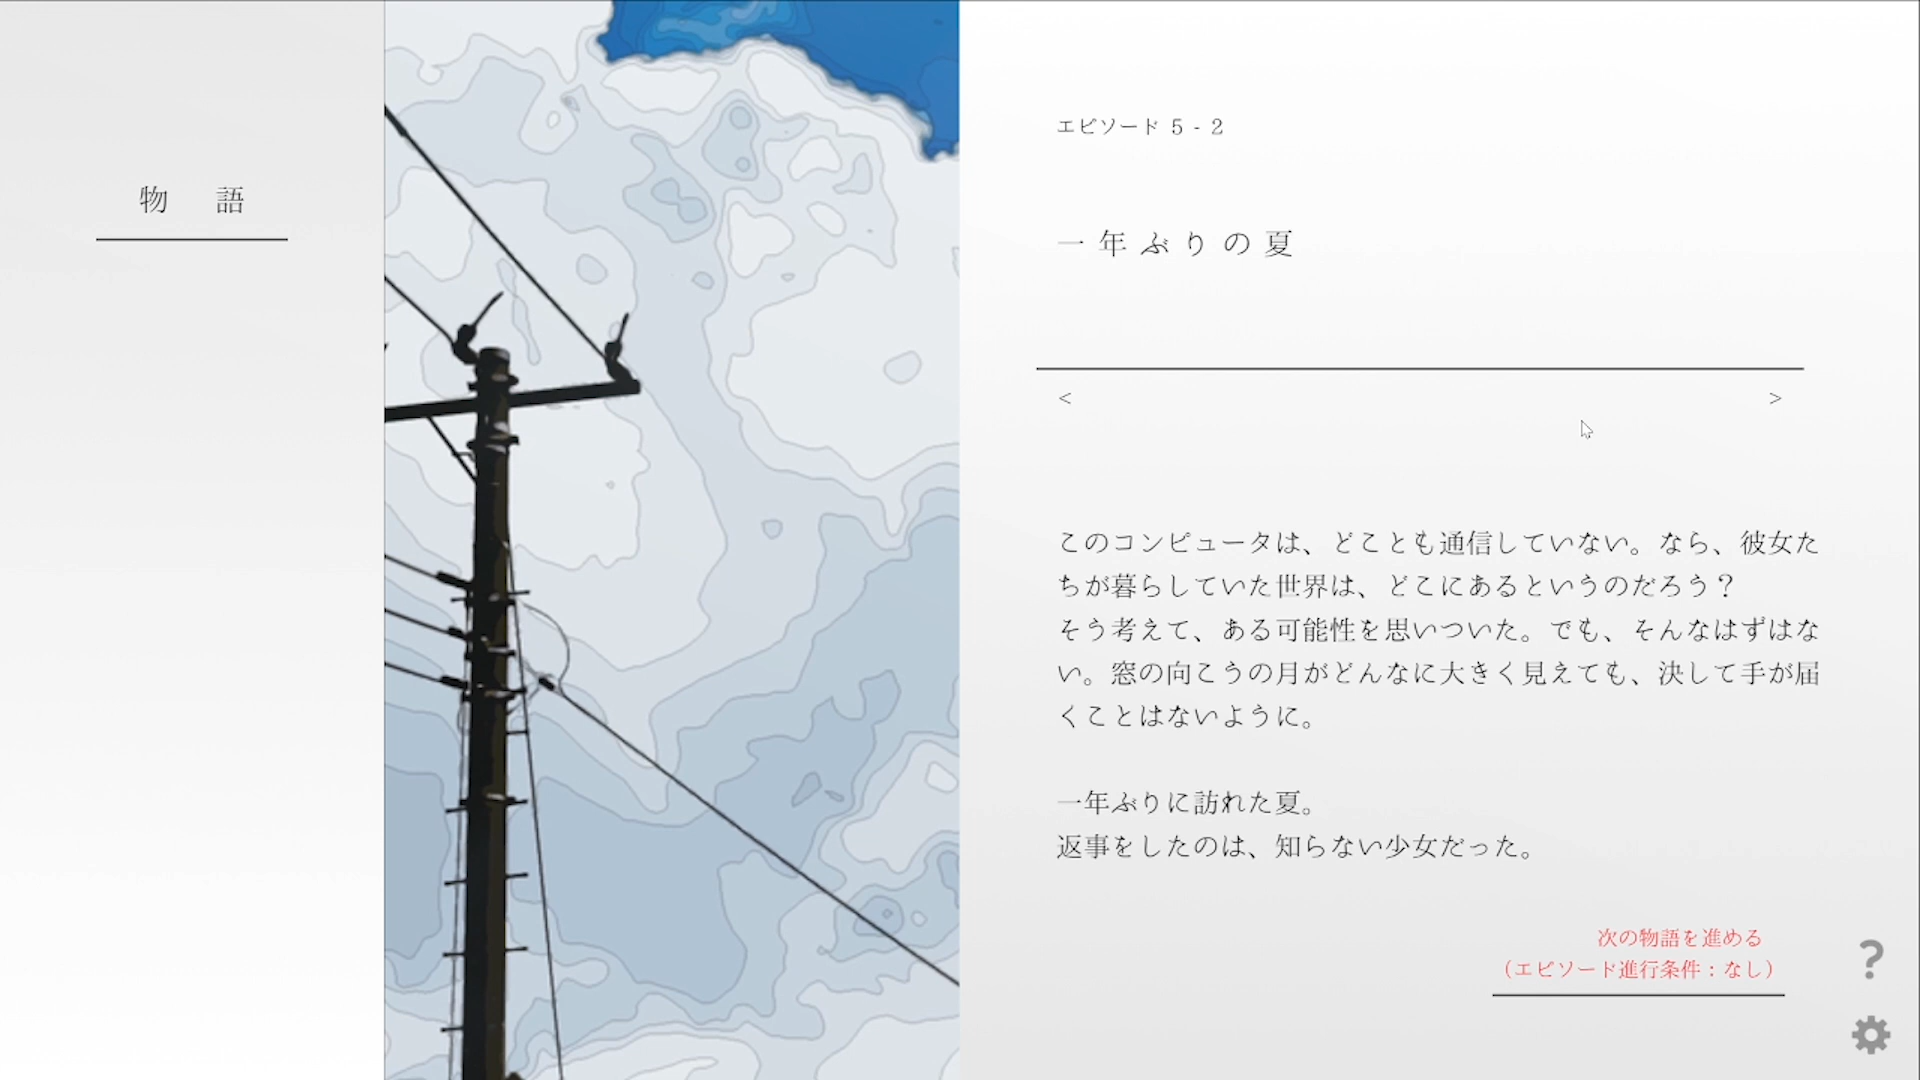 物語
エピソード 5 - 2
一年ぶりの夏
<
>
このコンピュータは、どことも通信していない。なら、彼女た
ちが暮らしていた世界は、どこにあるというのだろう？
そう考えて、ある可能性を思いついた。でも、そんなはずはな
い。窓の向こうの月がどんなに大きく見えても、決して手が届
くことはないように。
一年ぶりに訪れた夏。
返事をしたのは、知らない少女だった。
次の物語を進める
（エピソード進行条件：なし）
?